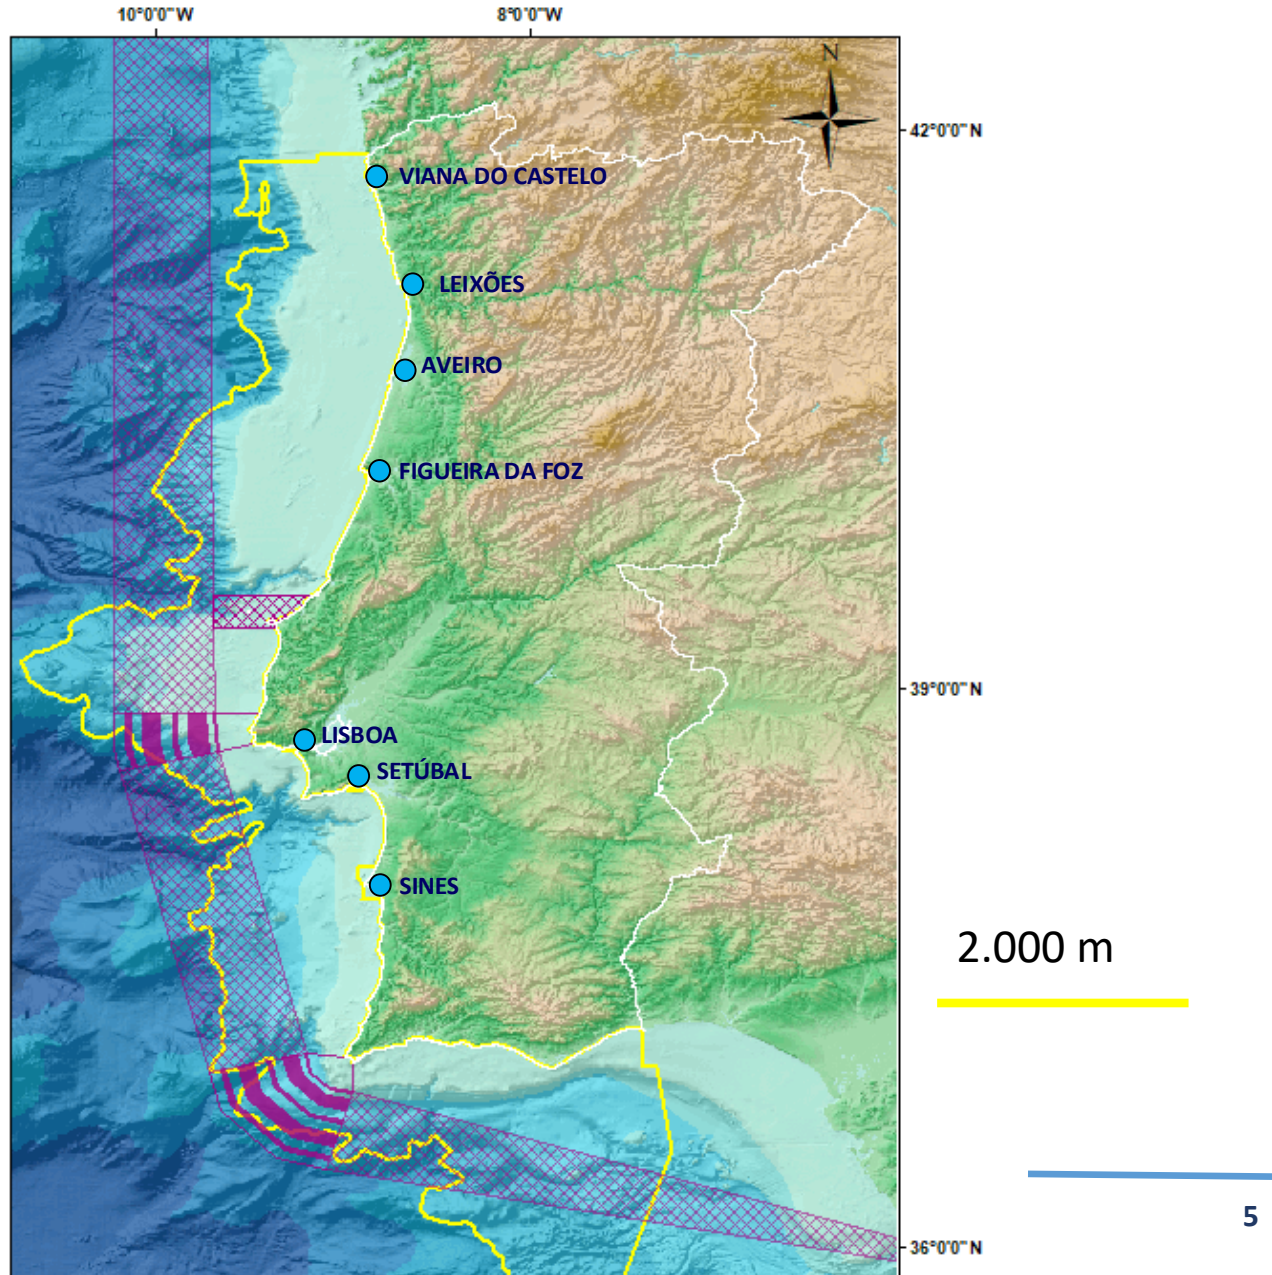 10°0'0"W
8°0'0"W
N
42°0'0"N
VIANA DO CASTELO
LEIXÕES
AVEIRO
FIGUEIRA DA FOZ
39°0'0"N
LISBOA
SETÚBAL
SINES
2.000 m
5
36°0'0"N